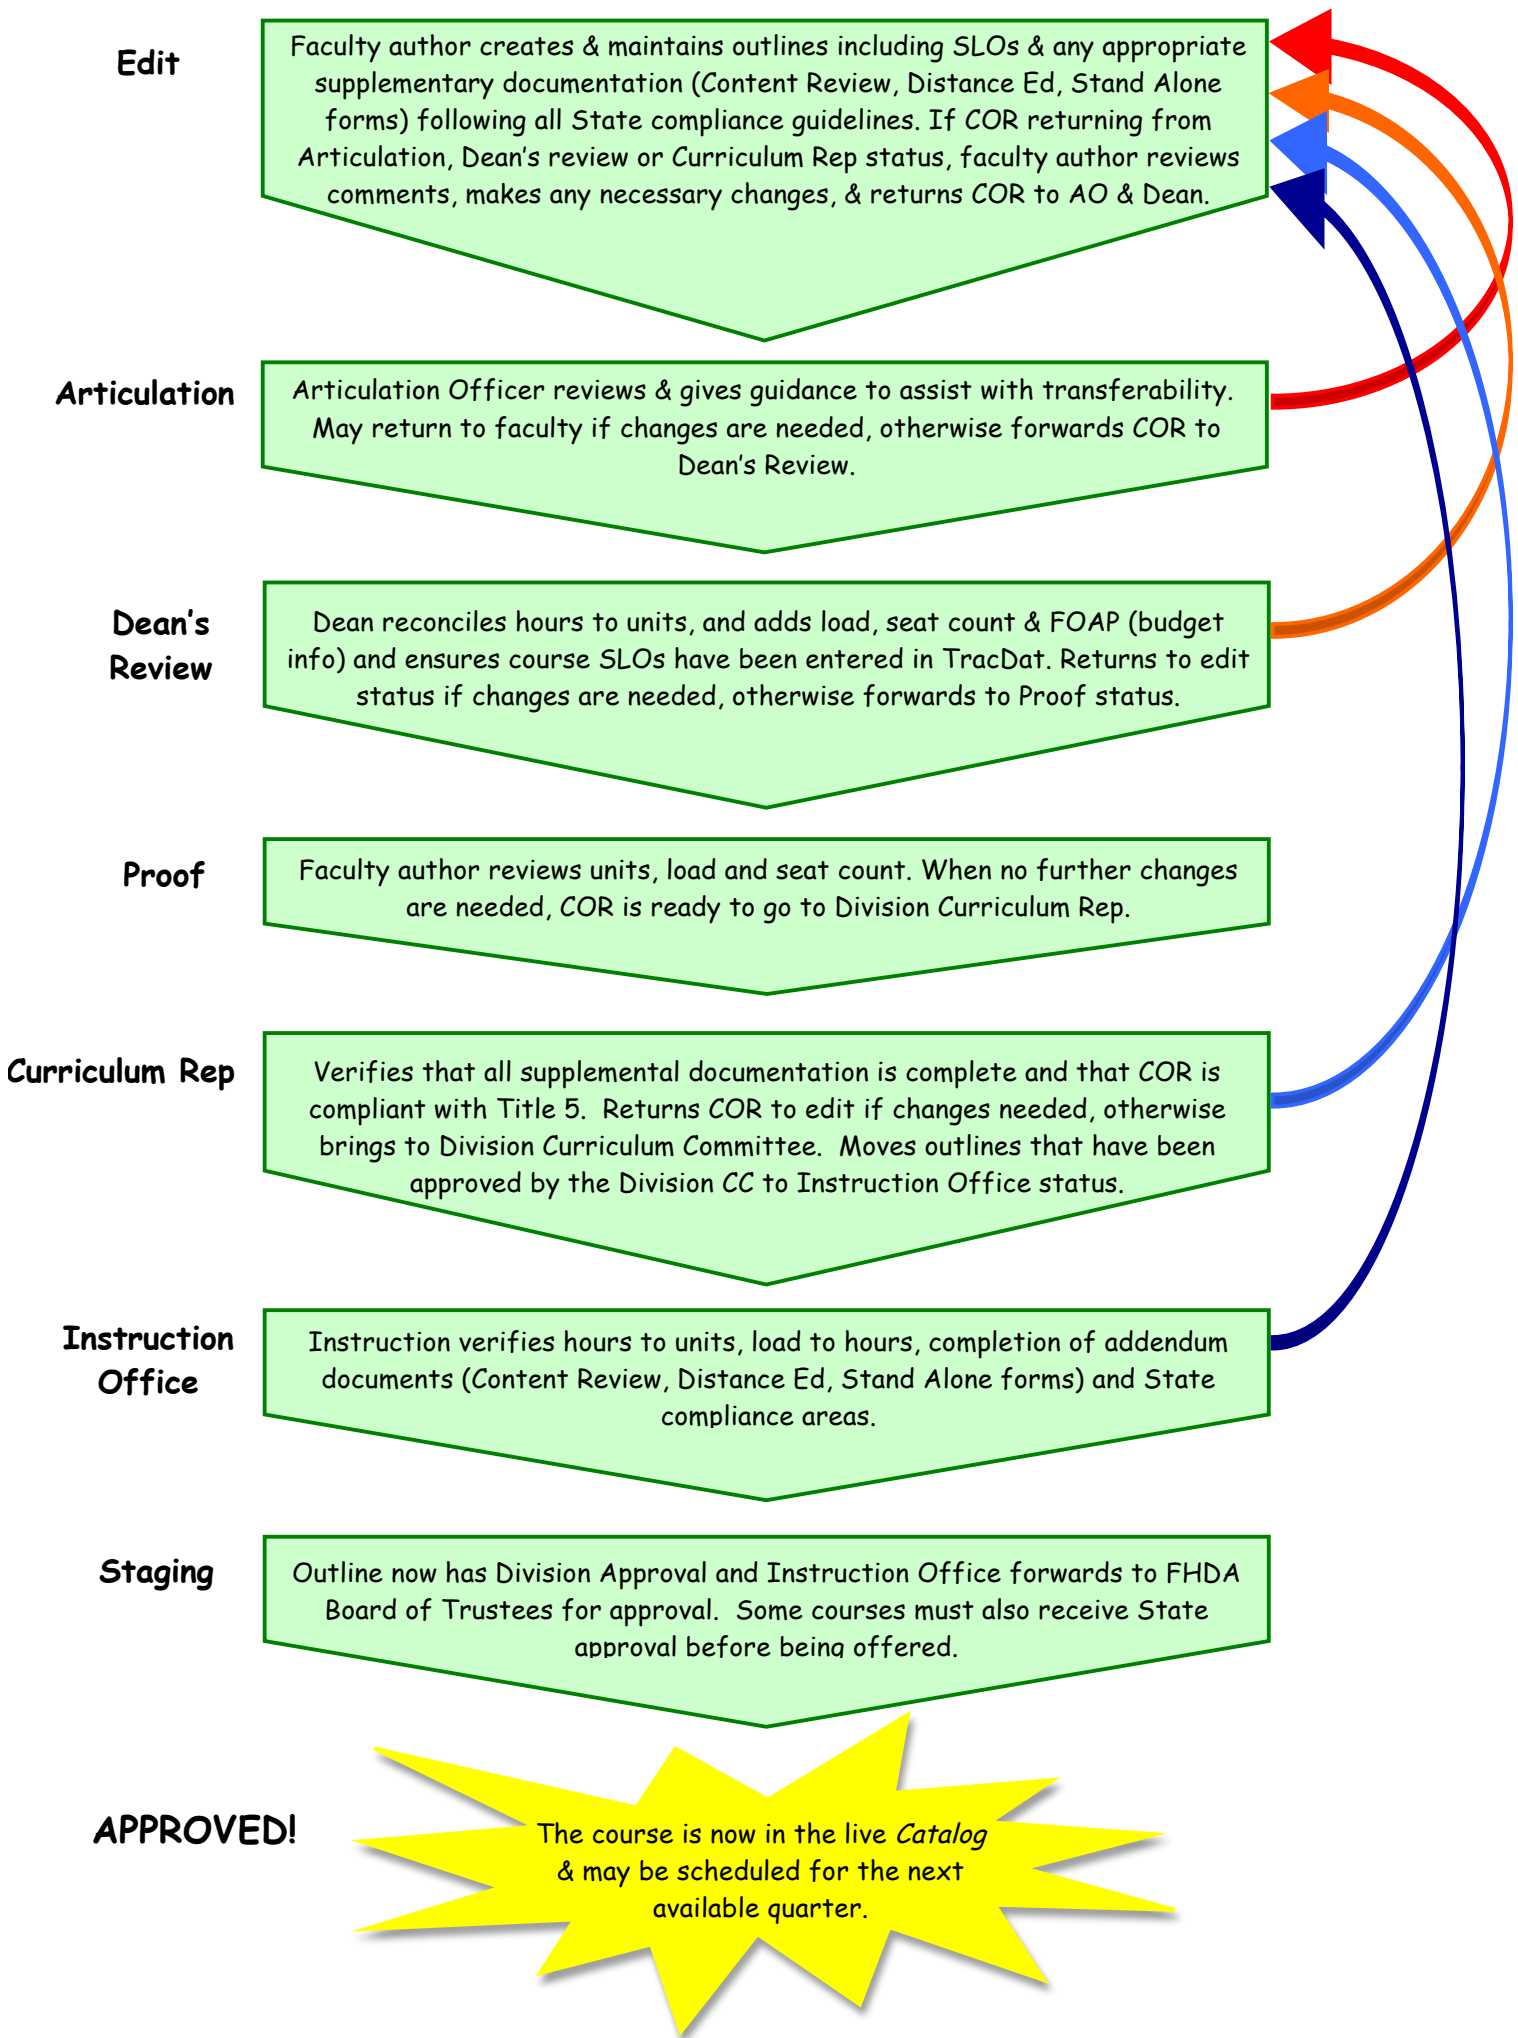 Edit
Faculty author creates & maintains outlines including SLOs & any appropriate
supplementary documentation (Content Review, Distance Ed, Stand Alone
forms) following all State compliance guidelines. If COR returning from
Articulation, Dean's review or Curriculum Rep status, faculty author reviews
comments, makes any necessary changes, & returns COR to AO & Dean.
Articulation
Articulation Officer reviews & gives guidance to assist with transferability.
May return to faculty if changes are needed, otherwise forwards COR to
Dean's Review.
Dean's
Review
Dean reconciles hours to units, and adds load, seat count & FOAP (budget
info) and ensures course SLOs have been entered in TracDat. Returns to edit
status if changes are needed, otherwise forwards to Proof status.
Proof
Faculty author reviews units, load and seat count. When no further changes
are needed, COR is ready to go to Division Curriculum Rep.
Curriculum Rep
Verifies that all supplemental documentation is complete and that COR is
compliant with Title 5.  Returns COR to edit if changes needed, otherwise
brings to Division Curriculum Committee.  Moves outlines that have been
approved by the Division CC to Instruction Office status.
Instruction
Office
Instruction verifies hours to units, load to hours, completion of addendum
documents (Content Review, Distance Ed, Stand Alone forms) and State
compliance areas.
Staging
Outline now has Division Approval and Instruction Office forwards to FHDA
Board of Trustees for approval.  Some courses must also receive State
approval before being offered.
APPROVED!
The course is now in the live Catalog
& may be scheduled for the next
available quarter.